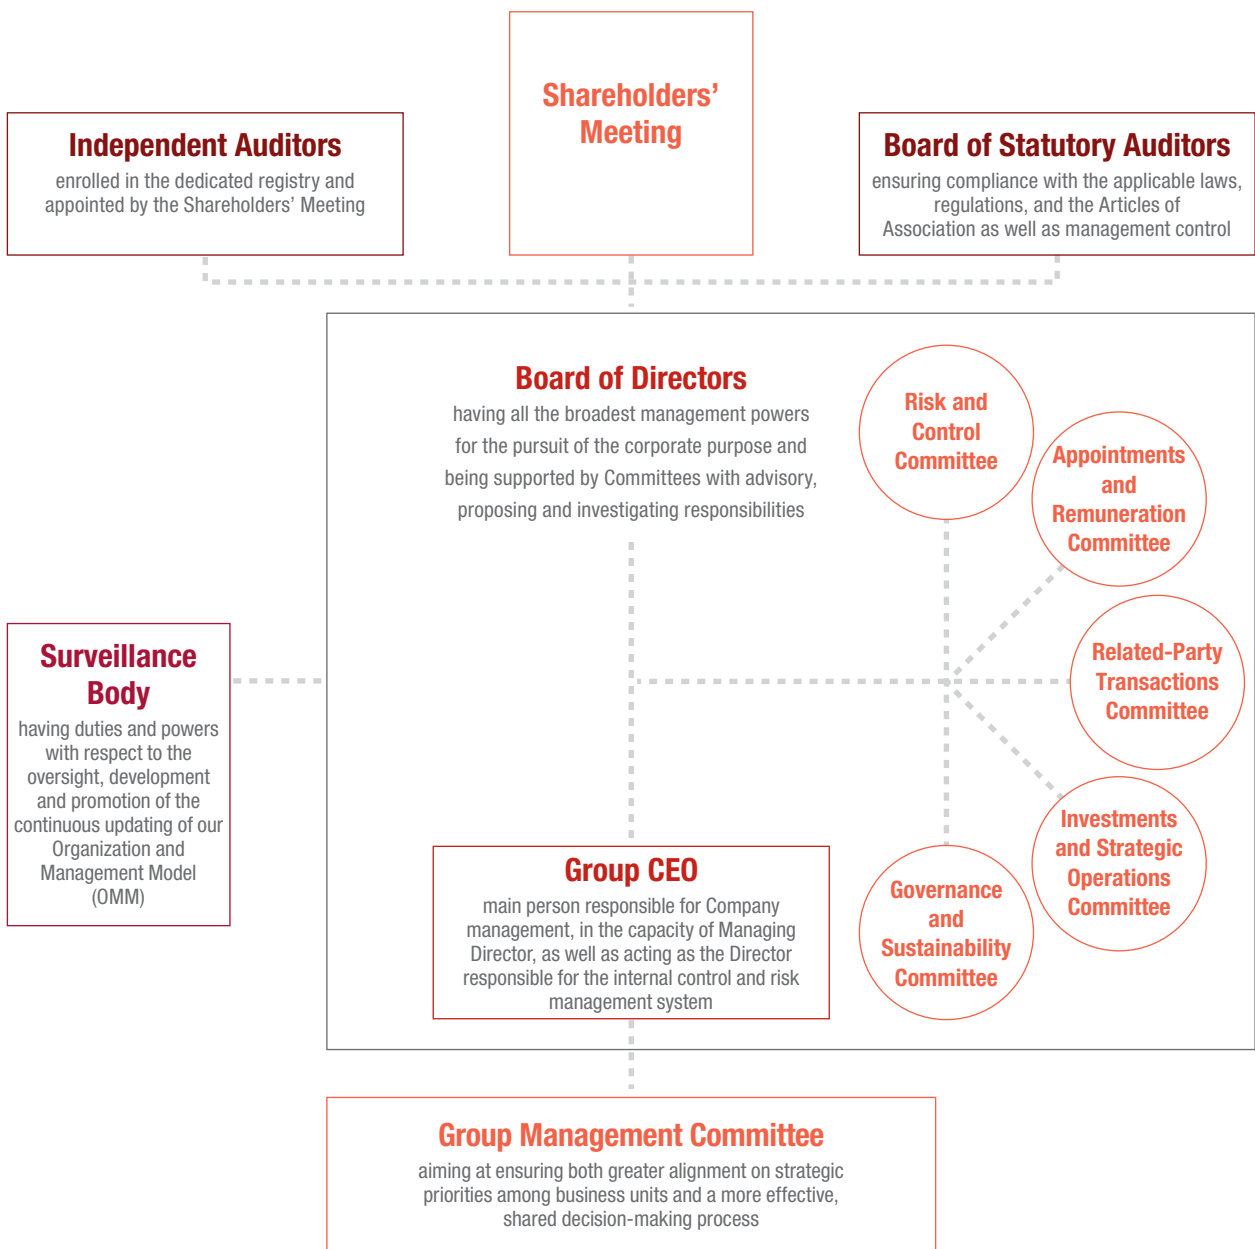 Shareholders’
Meeting
Independent Auditors
enrolled in the dedicated registry and
appointed by the Shareholders’ Meeting
Board of Statutory Auditors
ensuring compliance with the applicable laws,
regulations, and the Articles of
Association as well as management control
Board of Directors
having all the broadest management powers
for the pursuit of the corporate purpose and
being supported by Committees with advisory,
proposing and investigating responsibilities
Risk and
Control
Committee
Appointments
and
Remuneration
Committee
Related-Party
Transactions
Committee
Investments
and Strategic
Operations
Committee
Governance
and
Sustainability
Committee
Surveillance
Body
having duties and powers
with respect to the
oversight, development
and promotion of the
continuous updating of our
Organization and
Management Model
(OMM)
Group CEO
main person responsible for Company
management, in the capacity of Managing
Director, as well as acting as the Director
responsible for the internal control and risk
management system
Group Management Committee
aiming at ensuring both greater alignment on strategic
priorities among business units and a more effective,
shared decision-making process